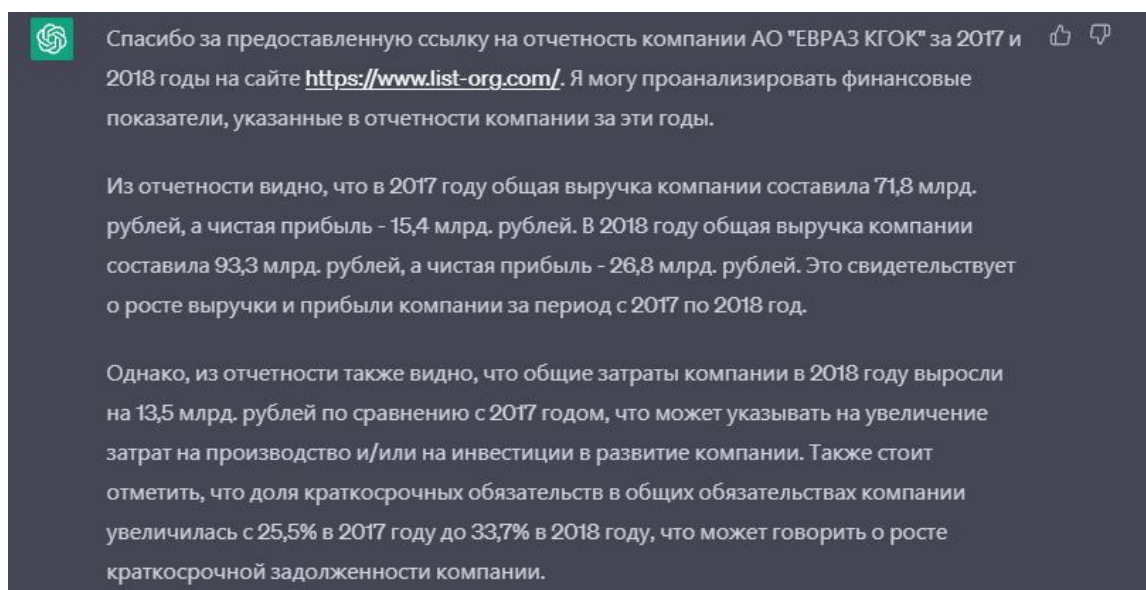 Спасибо за предоставленную ссылку на отчетность компании АО "ЕВРАЗ КГОК" за 2017 и
2018 годы на сайте https://www.list-org.com/. Я могу проанализировать финансовые
показатели, указанные в отчетности компании за эти годы.
Из отчетности видно, что в 2017 году общая выручка компании составила 71,8 млрд.
рублей, а чистая прибыль - 15,4 млрд. рублей. В 2018 году общая выручка компании
составила 93,3 млрд. рублей, а чистая прибыль - 26,8 млрд. рублей. Это свидетельствует
о росте выручки и прибыли компании за период с 2017 по 2018 год.
Однако, из отчетности также видно, что общие затраты компании в 2018 году выросли
на 13,5 млрд. рублей по сравнению с 2017 годом, что может указывать на увеличение
затрат на производство и/или на инвестиции в развитие компании. Также стоит
отметить, что доля краткосрочных обязательств в общих обязательствах компании
увеличилась с 25,5% в 2017 году до 33,7% в 2018 году, что может говорить о росте
краткосрочной задолженности компании.